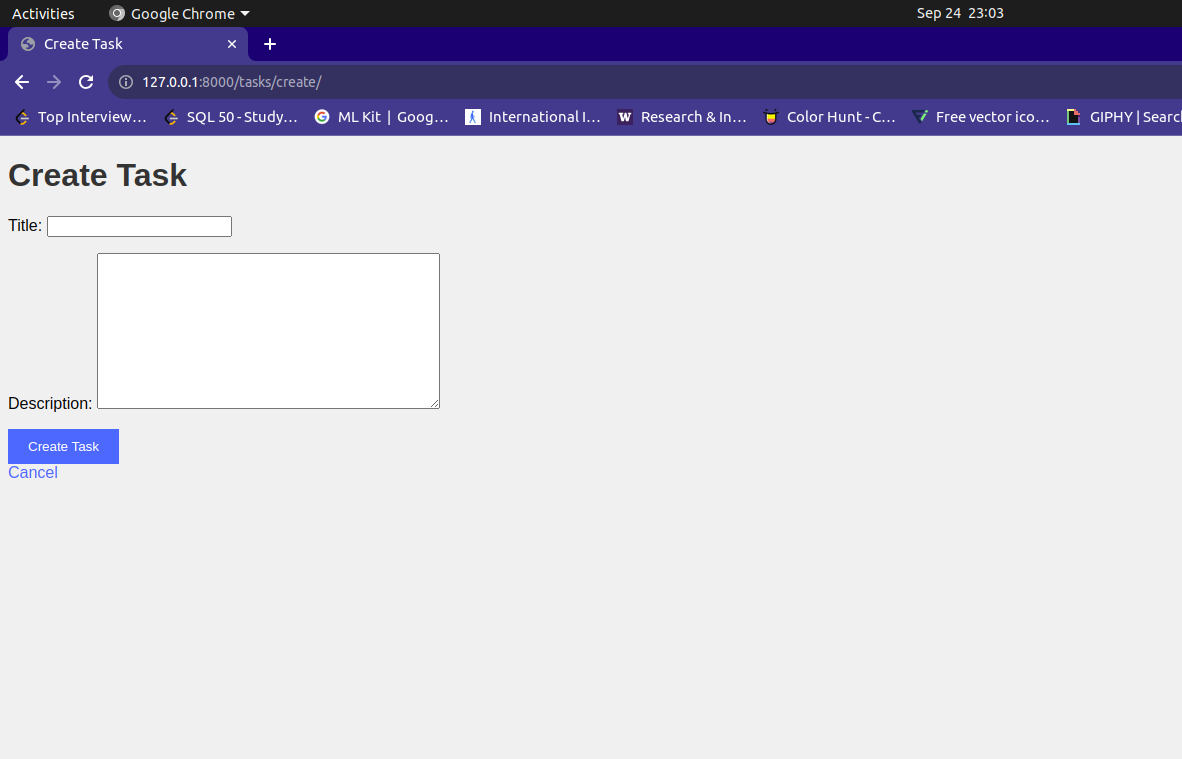 Activities Google Chrome Sep 24 23:03
Create Task
127.0.0.1:8000/tasks/create/
Top Interview… SQL 50 - Study… ML Kit | Goog… International I… Research & In… Color Hunt - C… Free vector ico… GIPHY | Searc
Create Task
Title:
Description:
Create Task
Cancel